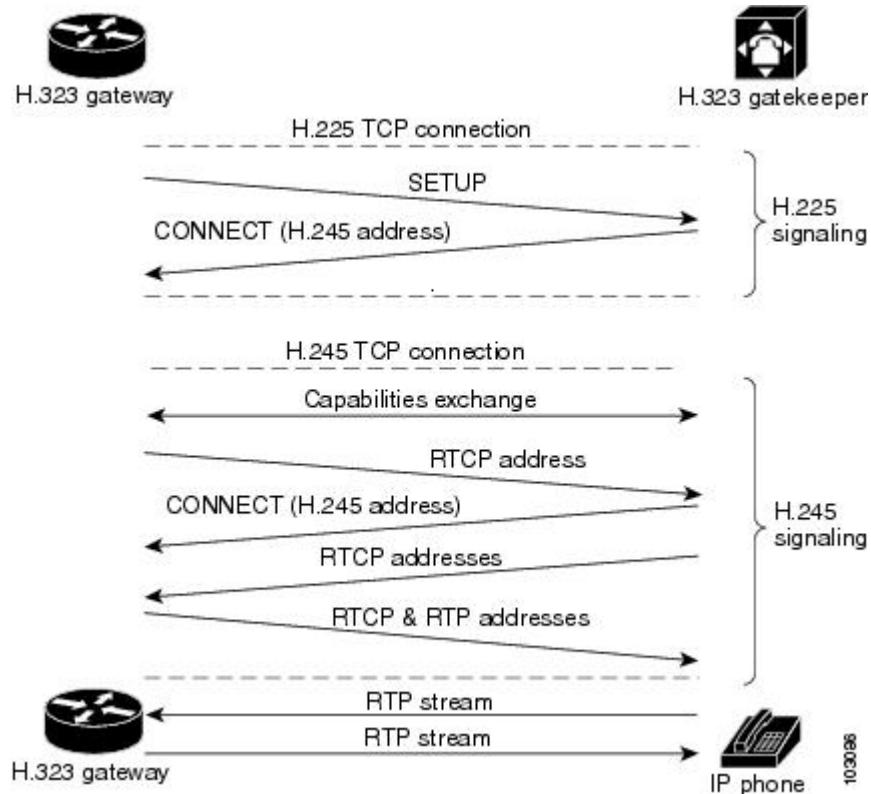 H.323 gateway
H.323 gatekeeper
H.225 TCP connection
SETUP
H.225
signaling
CONNECT (H.245 address)
H.245 TCP connection
Capabilities exchange
RTCP address
CONNECT (H.245 address)
H.245
signaling
RTCP addresses
RTCP & RTP addresses
RTP stream
RTP stream
H.323 gateway
IP phone
103086